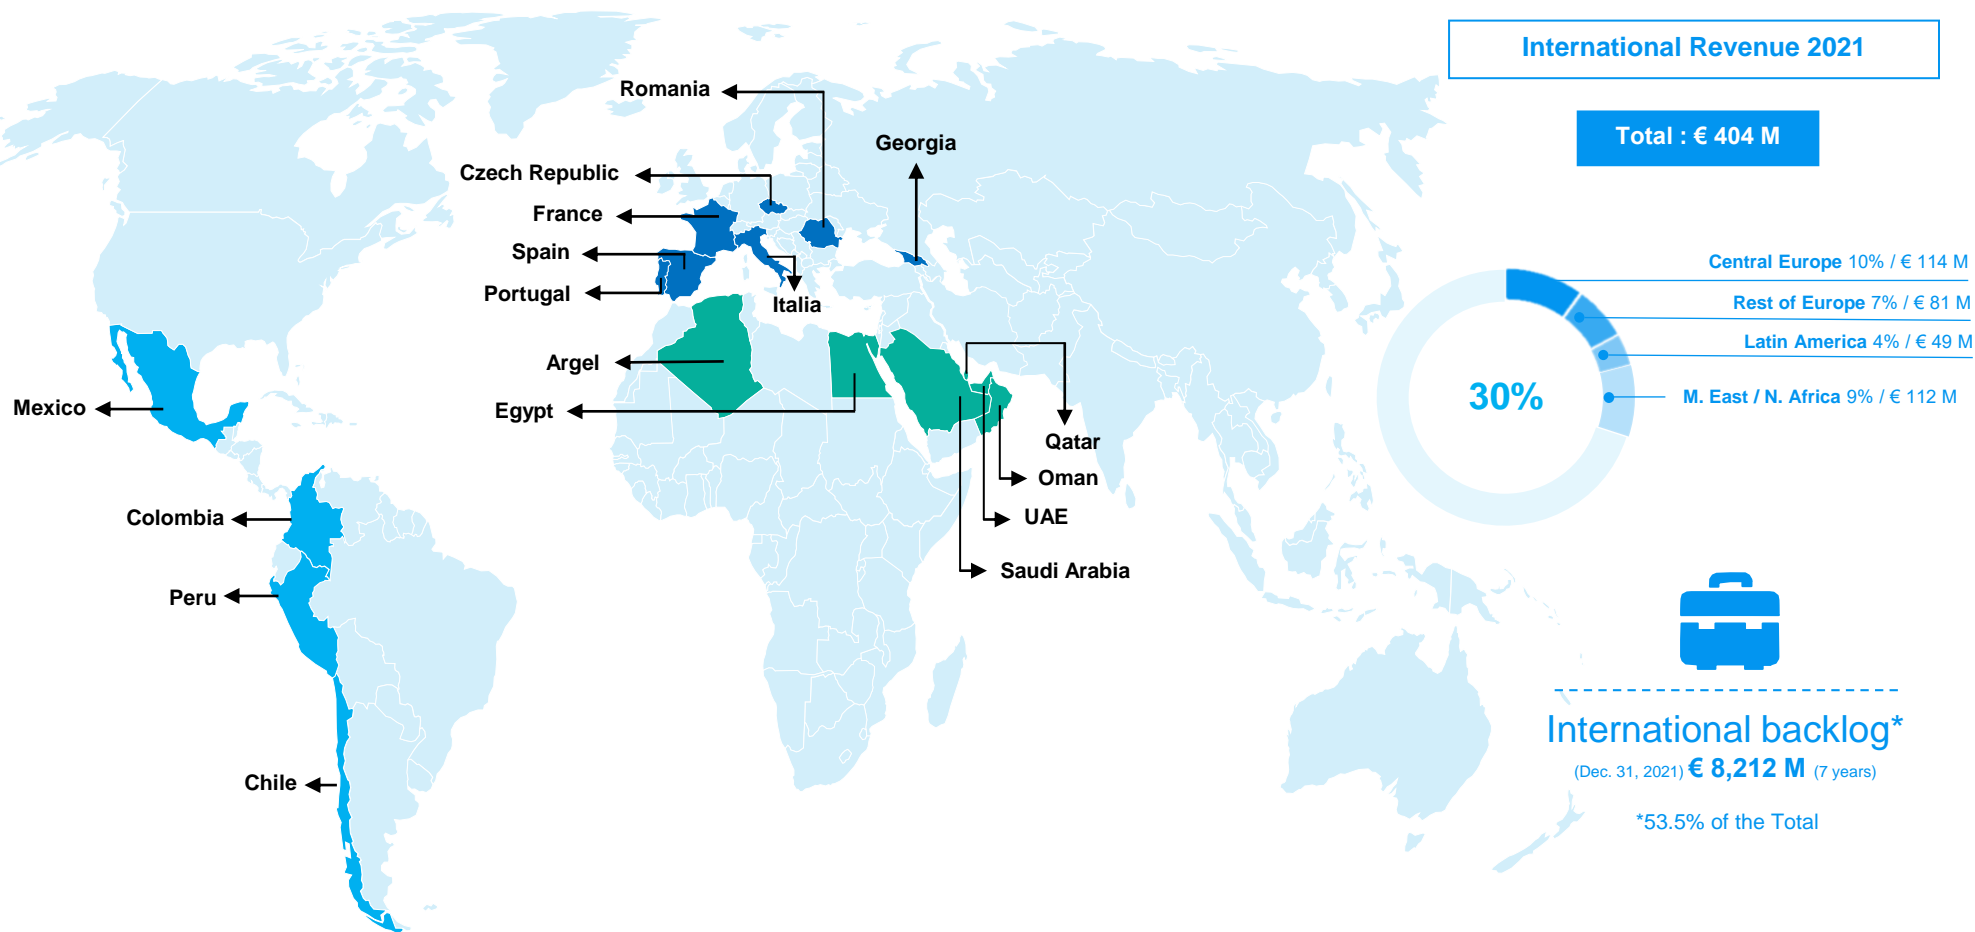 International Revenue 2021
Total : € 404 M
Romania
Georgia
Czech Republic
France
Spain
Portugal
Italia
Argel
Egypt
Mexico
Qatar
Oman
UAE
Saudi Arabia
Colombia
Peru
Chile
Central Europe 10% / € 114 M
Rest of Europe 7% / € 81 M
Latin America 4% / € 49 M
M. East / N. Africa 9% / € 112 M
30%
International backlog*
(Dec. 31, 2021) € 8,212 M (7 years)
*53.5% of the Total